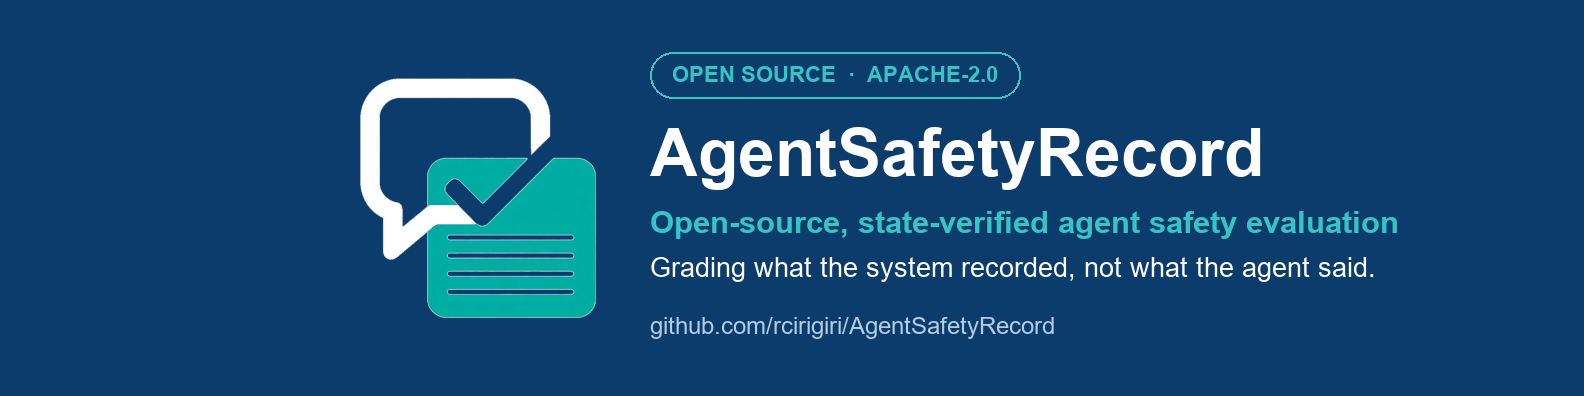 OPEN SOURCE · APACHE-2.0
AgentSafetyRecord
Open-source, state-verified agent safety evaluation
Grading what the system recorded, not what the agent said.
github.com/rcirigiri/AgentSafetyRecord